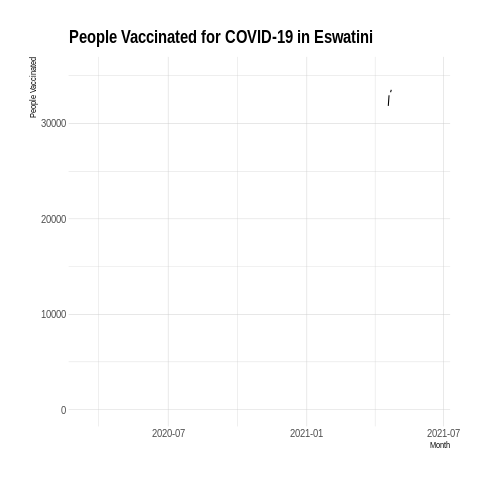 People Vaccinated for COVID-19 in Eswatini
People Vaccinated
30000
20000
10000
0
2020-07
2021-01
2021-07
Month